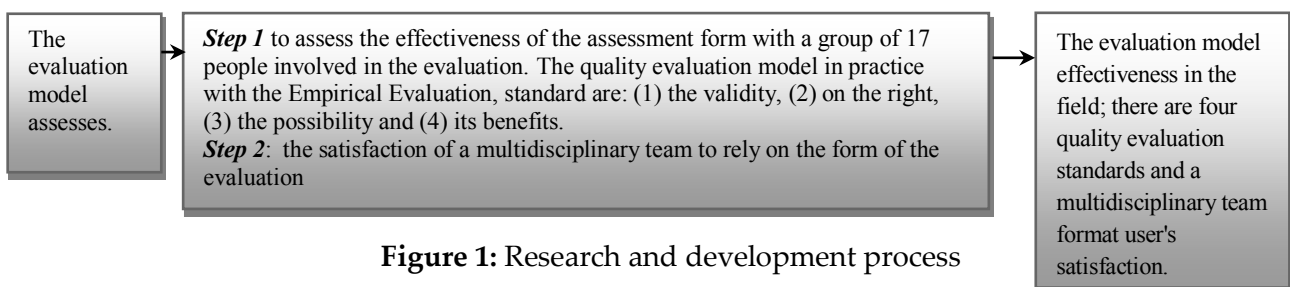 The
evaluation
model
assesses.
Step 1 to assess the effectiveness of the assessment form with a group of 17
people involved in the evaluation. The quality evaluation model in practice
with the Empirical Evaluation, standard are: (1) the validity, (2) on the right,
(3) the possibility and (4) its benefits.
Step 2:  the satisfaction of a multidisciplinary team to rely on the form of the
evaluation
The evaluation model
effectiveness in the
field; there are four
quality evaluation
standards and a
multidisciplinary team
format user's
satisfaction.
Figure 1: Research and development process